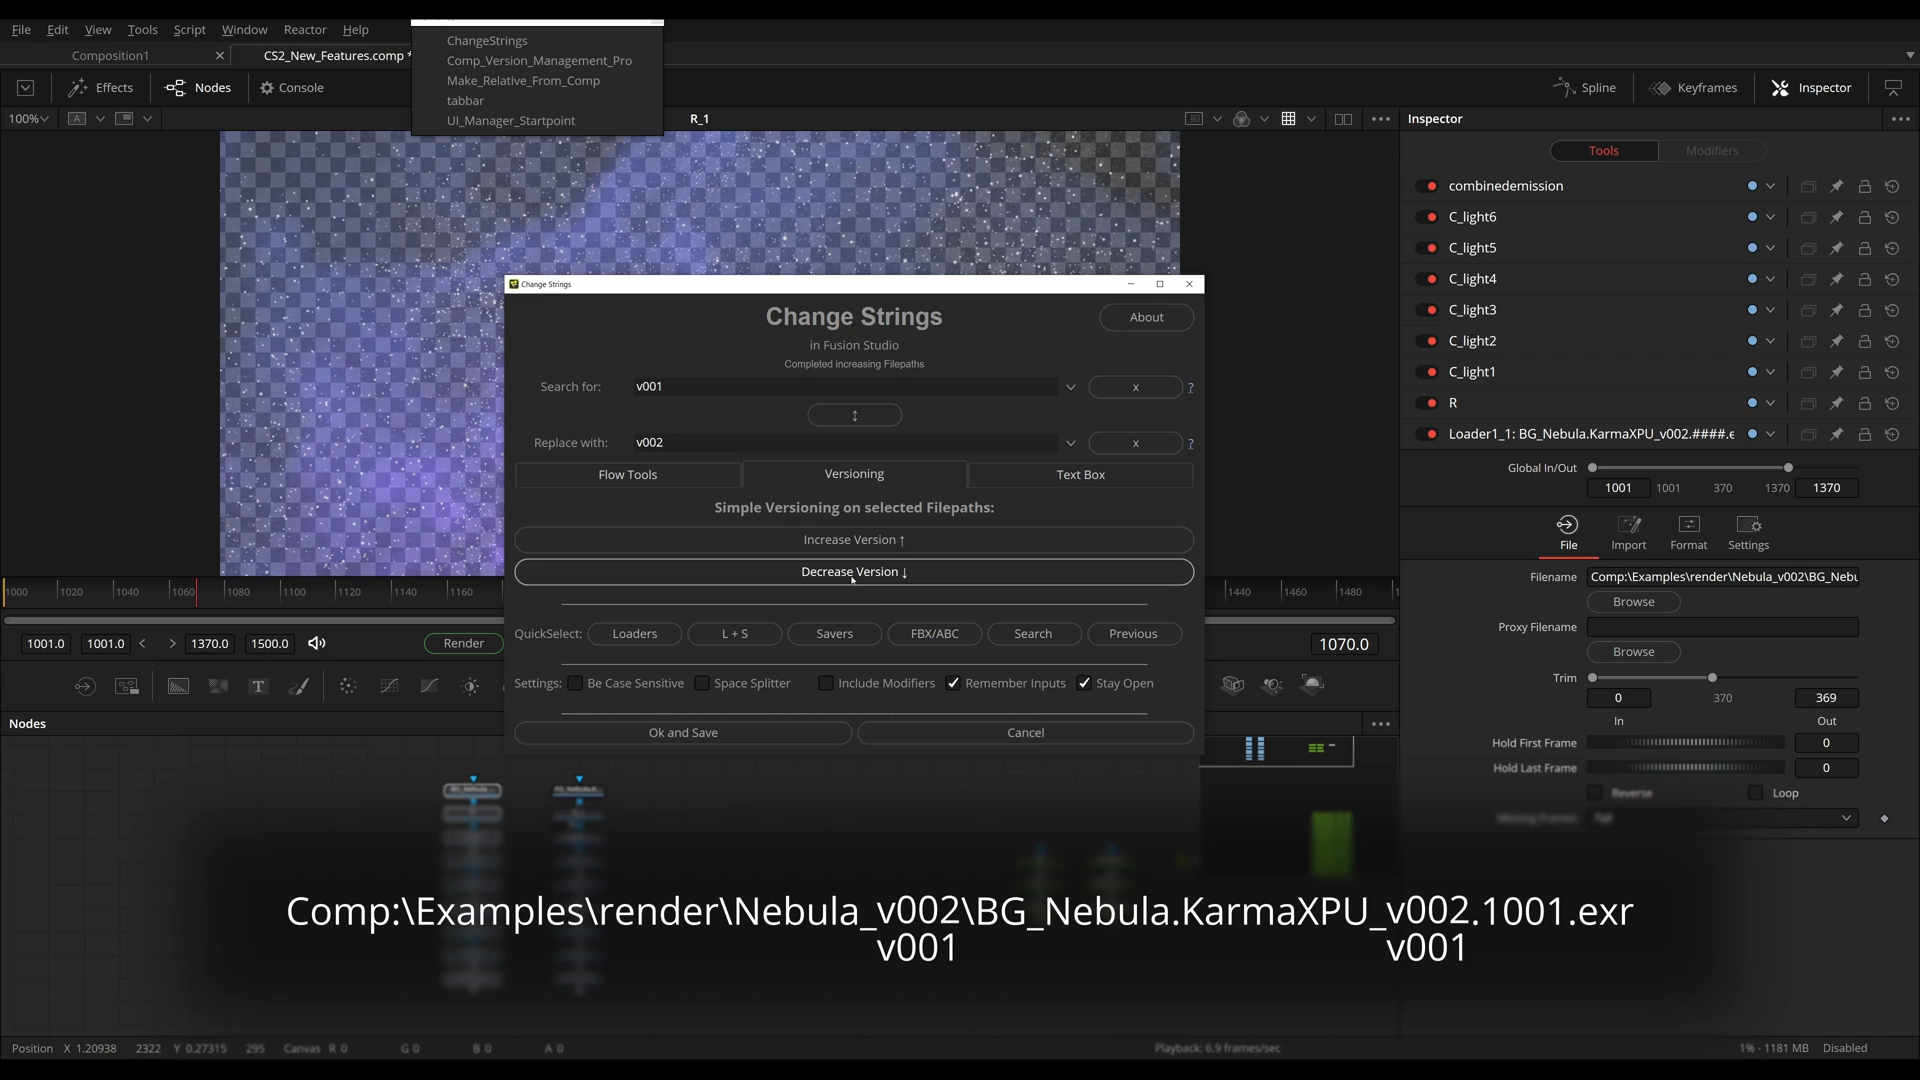 File Edit View Tools Script Window Reactor Help
ChangeStrings
Comp_Version_Management_Pro
Make_Relative_From_Comp
tabbar
UI_Manager_Startpoint
Composition1
CS2_New_Features.comp *
Effects Nodes Console
Spline Keyframes Inspector
100% A R_1
Inspector
Tools Modifiers
combinedemission
C_light6
C_light5
C_light4
C_light3
C_light2
C_light1
R
Loader1_1: BG_Nebula.KarmaXPU_v002.####.e
Global In/Out
1001 1001 370 1370 1370
File Import Format Settings
Filename Comp:\Examples\render\Nebula_v002\BG_Nebu
Browse
Proxy Filename
Browse
Trim
0 370 369
In Out
Hold First Frame 0
Hold Last Frame 0
Reverse Loop
Missing Frames Fail
Change Strings
Change Strings
About
in Fusion Studio
Completed increasing Filepaths
Search for: v001 x ?
↕
Replace with: v002 x ?
Flow Tools Versioning Text Box
Simple Versioning on selected Filepaths:
Increase Version ↑
Decrease Version ↓
QuickSelect: Loaders L + S Savers FBX/ABC Search Previous
Settings: Be Case Sensitive Space Splitter Include Modifiers Remember Inputs Stay Open
Ok and Save Cancel
1000 1020 1040 1060 1080 1100 1120 1140 1160 1440 1460 1480
1001.0 1001.0 < > 1370.0 1500.0 Render 1070.0
T
Nodes
Comp:\Examples\render\Nebula_v002\BG_Nebula.KarmaXPU_v002.1001.exr
v001 v001
Position X 1.20938 2322 Y 0.27315 295 Canvas R 0 G 0 B 0 A 0
Playback: 6.9 frames/sec
1% - 1181 MB Disabled